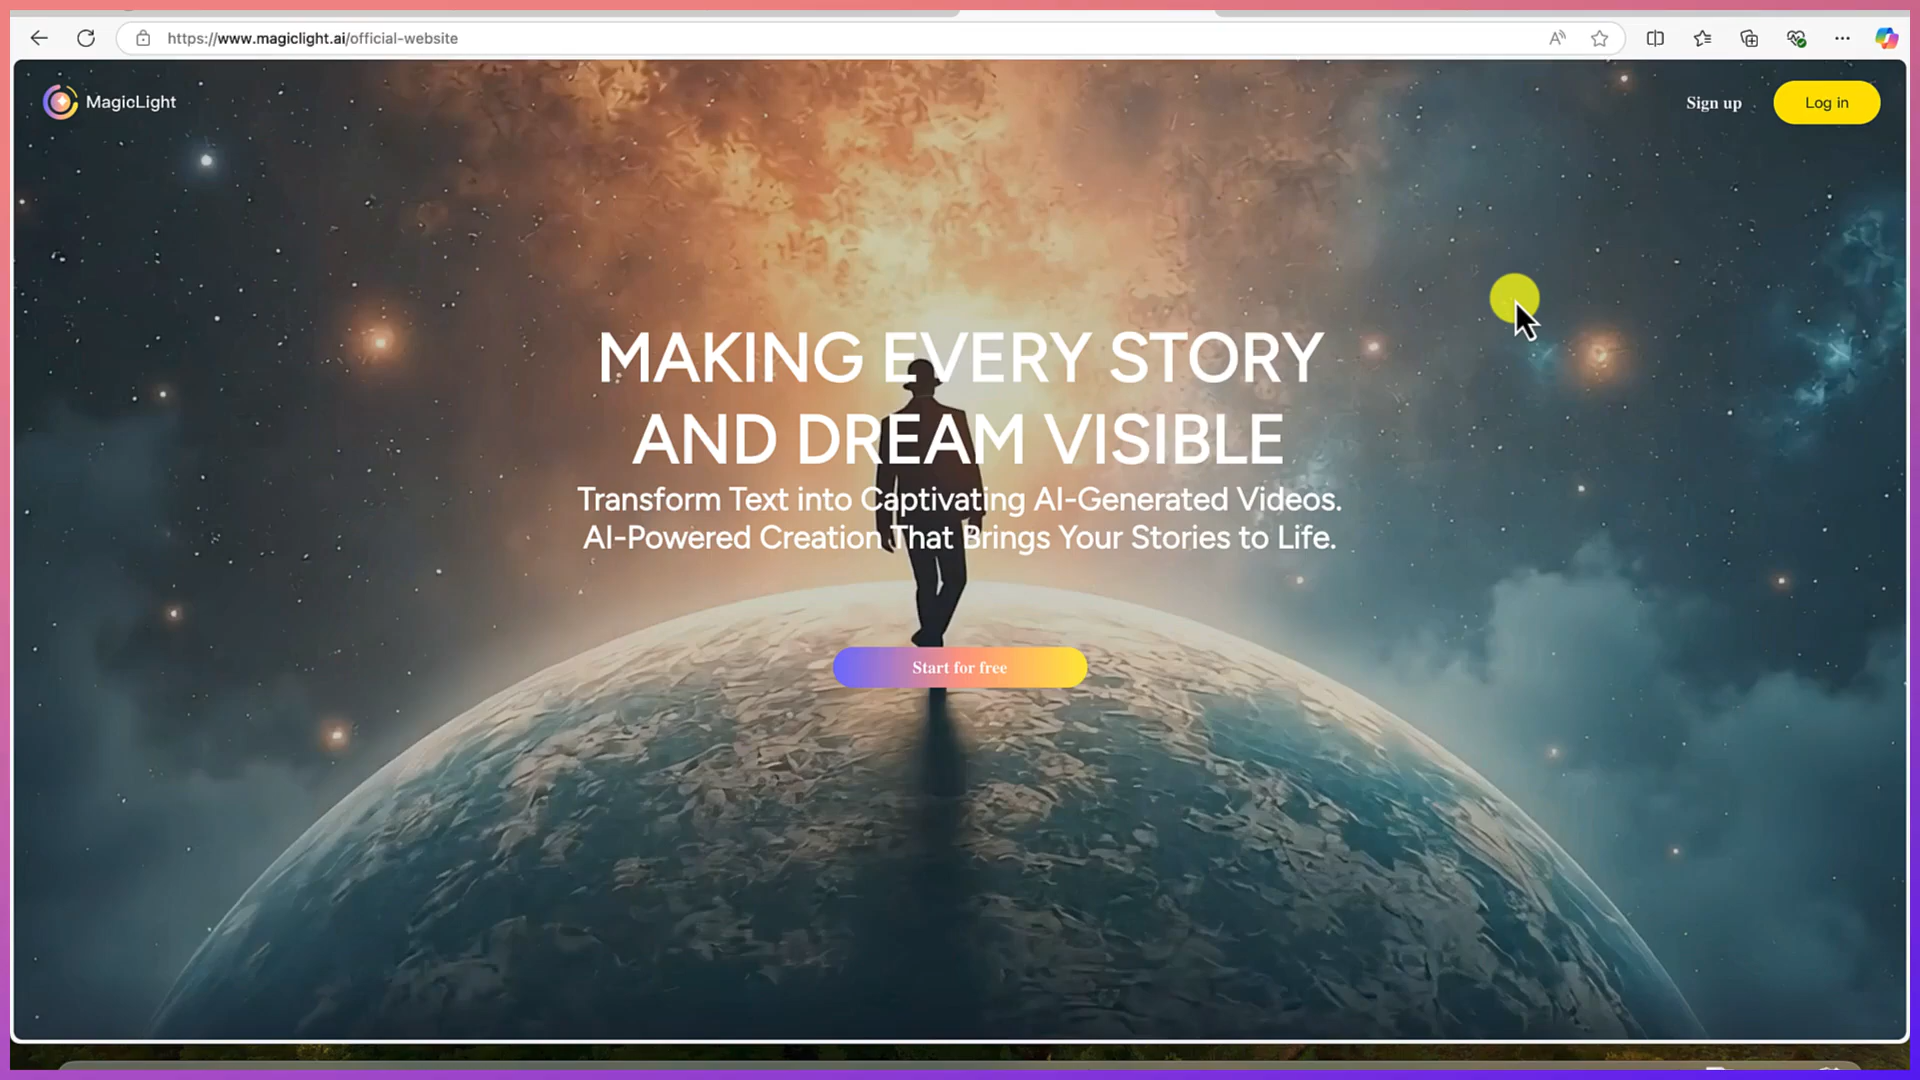 https://www.magiclight.ai/official-website
MagicLight
Sign up
Log in
MAKING EVERY STORY
AND DREAM VISIBLE
Transform Text into Captivating AI-Generated Videos.
AI-Powered Creation That Brings Your Stories to Life.
Start for free